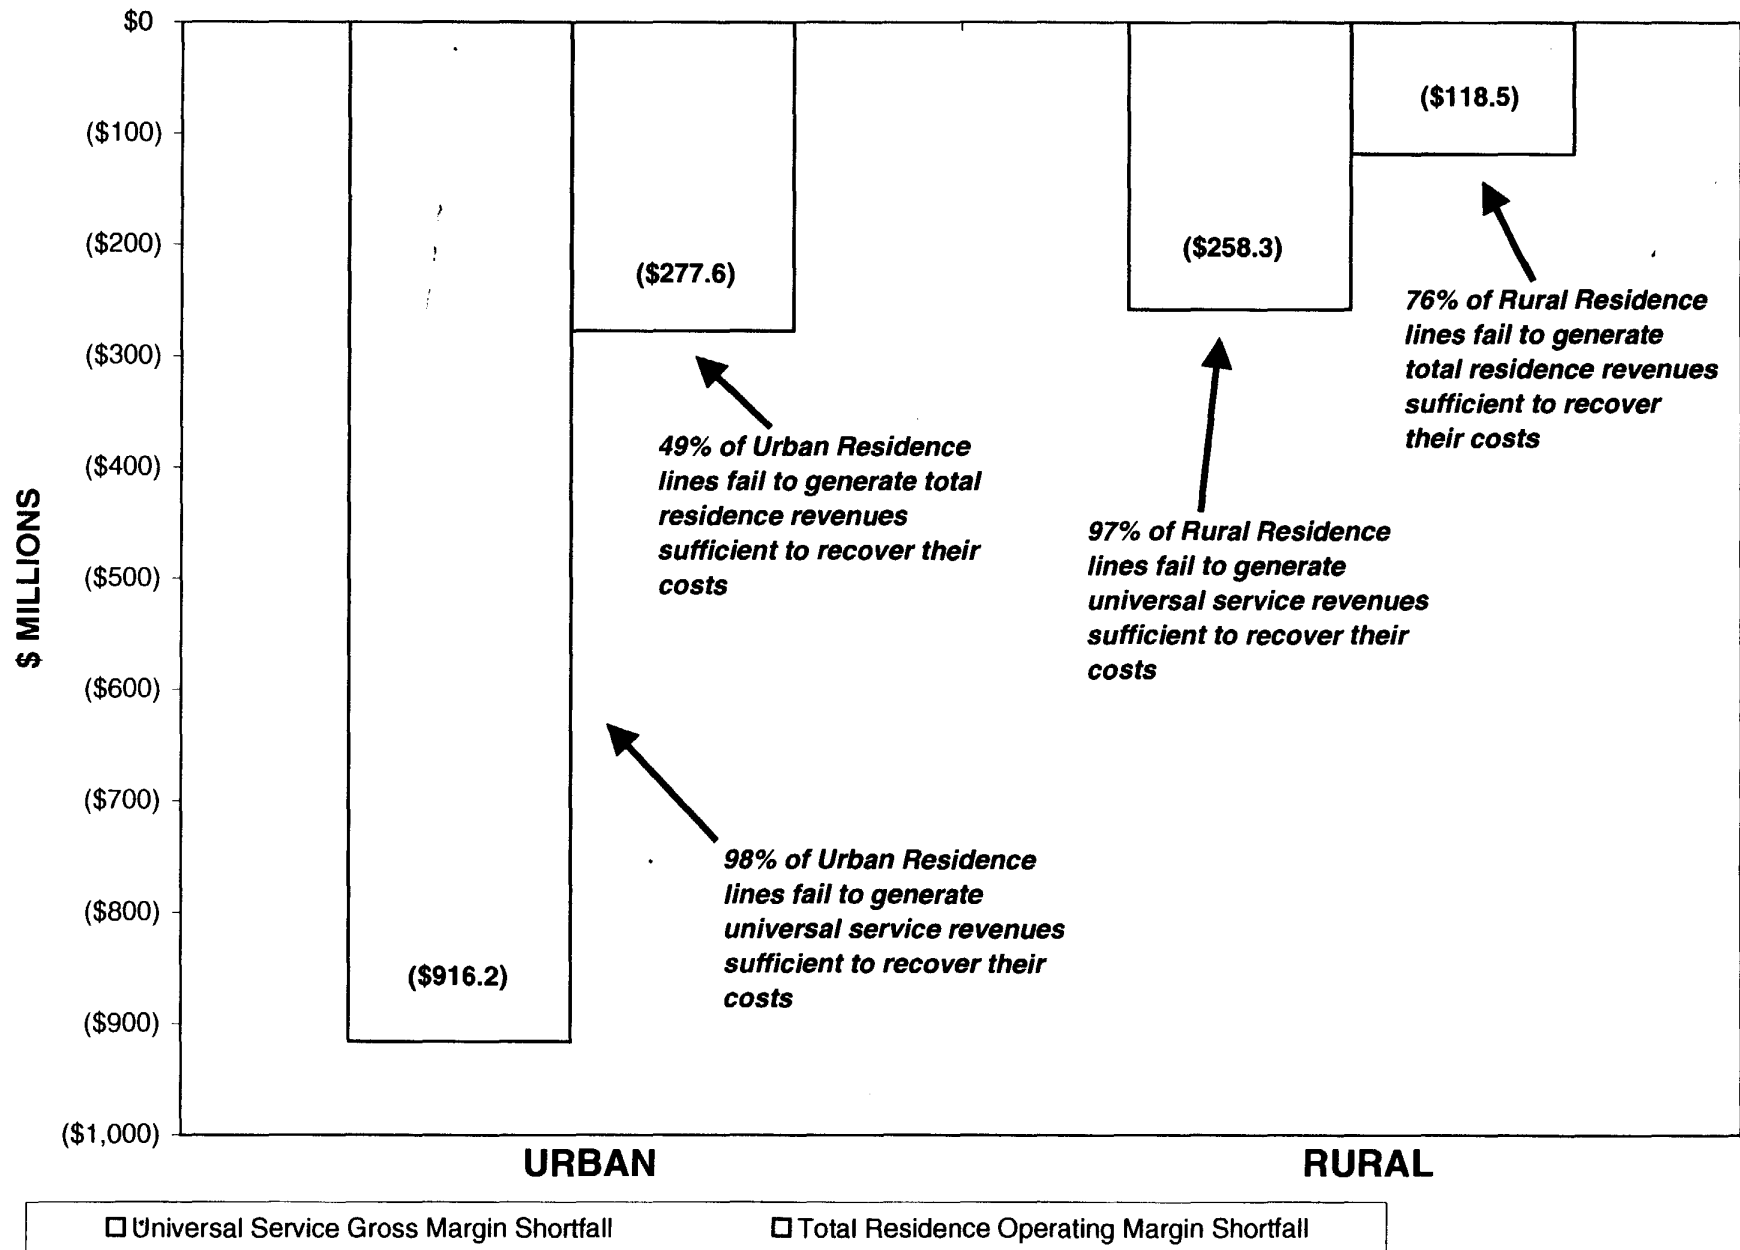 $0
($100)
($200)
($300)
($400)
($500)
($600)
($700)
($800)
($900)
($1,000)
$ MILLIONS
($916.2)
($277.6)
($258.3)
($118.5)
49% of Urban Residence
lines fail to generate total
residence revenues
sufficient to recover their
costs
98% of Urban Residence
lines fail to generate
universal service revenues
sufficient to recover their
costs
97% of Rural Residence
lines fail to generate
universal service revenues
sufficient to recover their
costs
76% of Rural Residence
lines fail to generate
total residence revenues
sufficient to recover
their costs
URBAN
RURAL
Universal Service Gross Margin Shortfall
Total Residence Operating Margin Shortfall